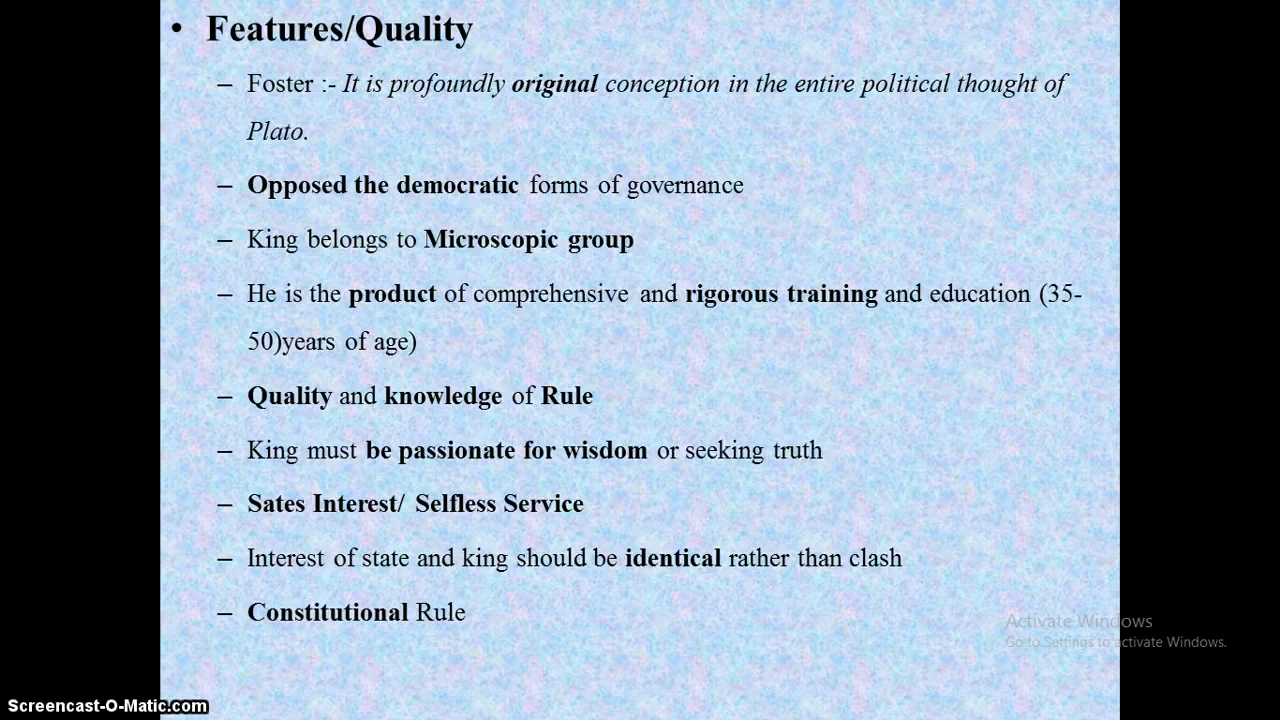 • Features/Quality
– Foster :- It is profoundly original conception in the entire political thought of
Plato.
– Opposed the democratic forms of governance
– King belongs to Microscopic group
– He is the product of comprehensive and rigorous training and education (35-
50)years of age)
– Quality and knowledge of Rule
– King must be passionate for wisdom or seeking truth
– Sates Interest/ Selfless Service
– Interest of state and king should be identical rather than clash
– Constitutional Rule
Activate Windows
Go to Settings to activate Windows.
Screencast-O-Matic.com